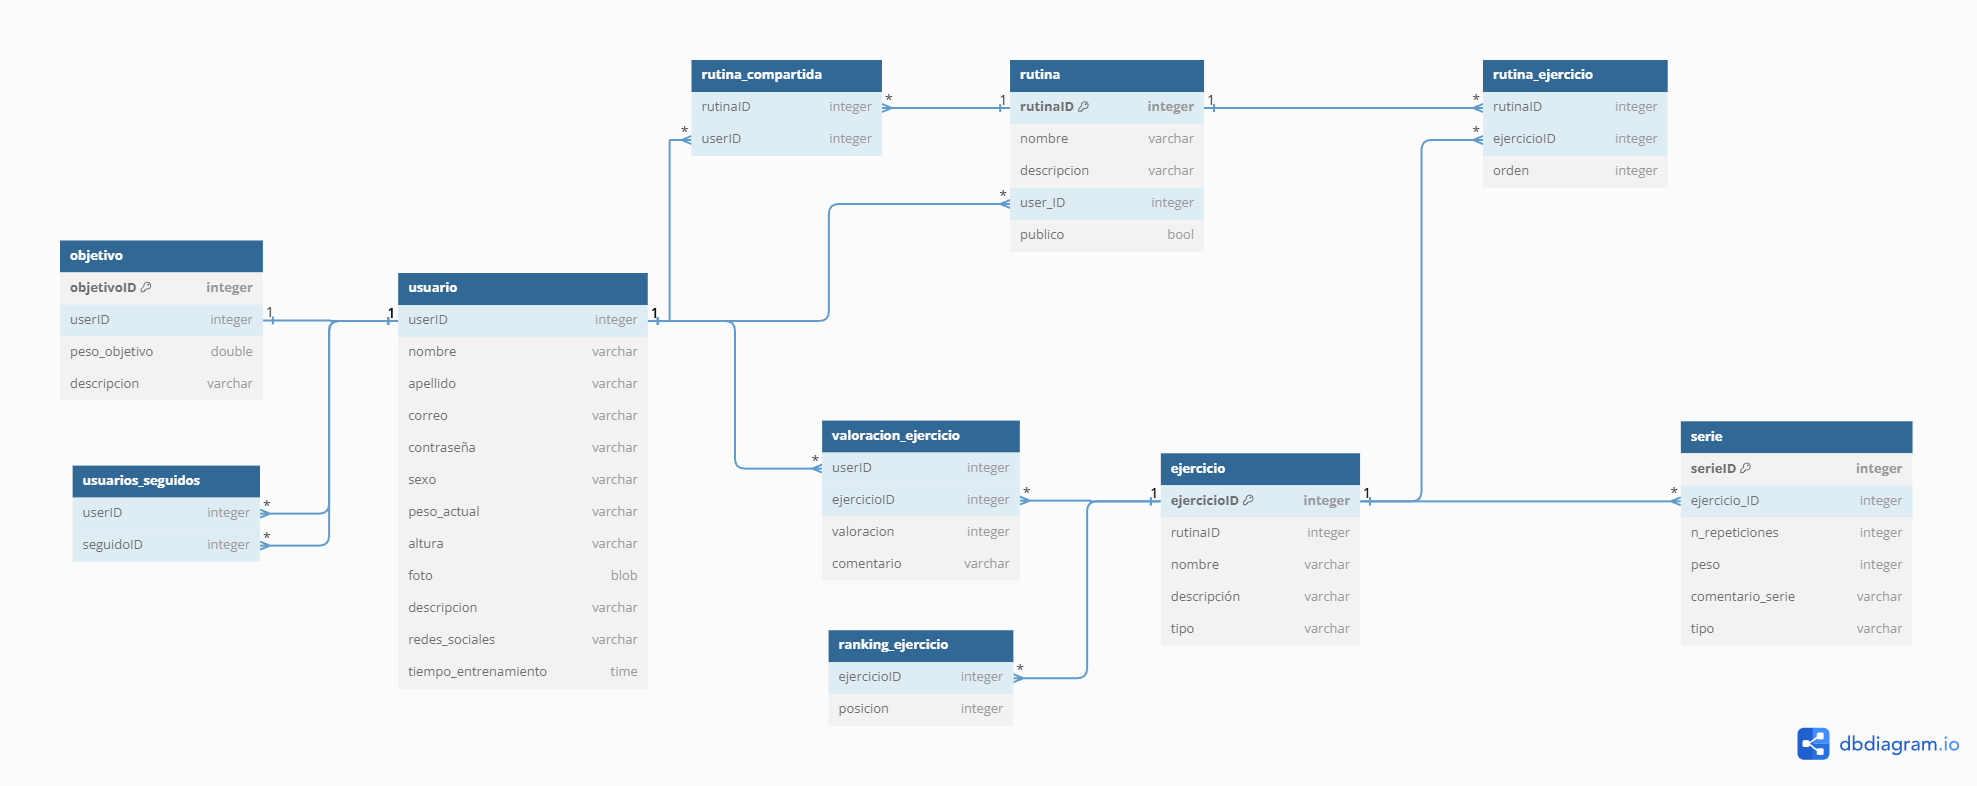 rutina_compartida
rutinaID integer
userID integer
*
*
rutina
rutinaID integer
nombre varchar
descripcion varchar
user_ID integer
publico bool
1
1
*
rutina_ejercicio
rutinaID integer
ejercicioID integer
orden integer
*
*
objetivo
objetivoID integer
userID integer
peso_objetivo double
descripcion varchar
1
usuario
userID integer
nombre varchar
apellido varchar
correo varchar
contraseña varchar
sexo varchar
peso_actual varchar
altura varchar
foto blob
descripcion varchar
redes_sociales varchar
tiempo_entrenamiento time
1
1
usuarios_seguidos
userID integer
seguidoID integer
*
*
valoracion_ejercicio
userID integer
ejercicioID integer
valoracion integer
comentario varchar
*
*
ejercicio
ejercicioID integer
rutinaID integer
nombre varchar
descripción varchar
tipo varchar
1
1
serie
serieID integer
ejercicio_ID integer
n_repeticiones integer
peso integer
comentario_serie varchar
tipo varchar
*
ranking_ejercicio
ejercicioID integer
posicion integer
*
dbdiagram.io